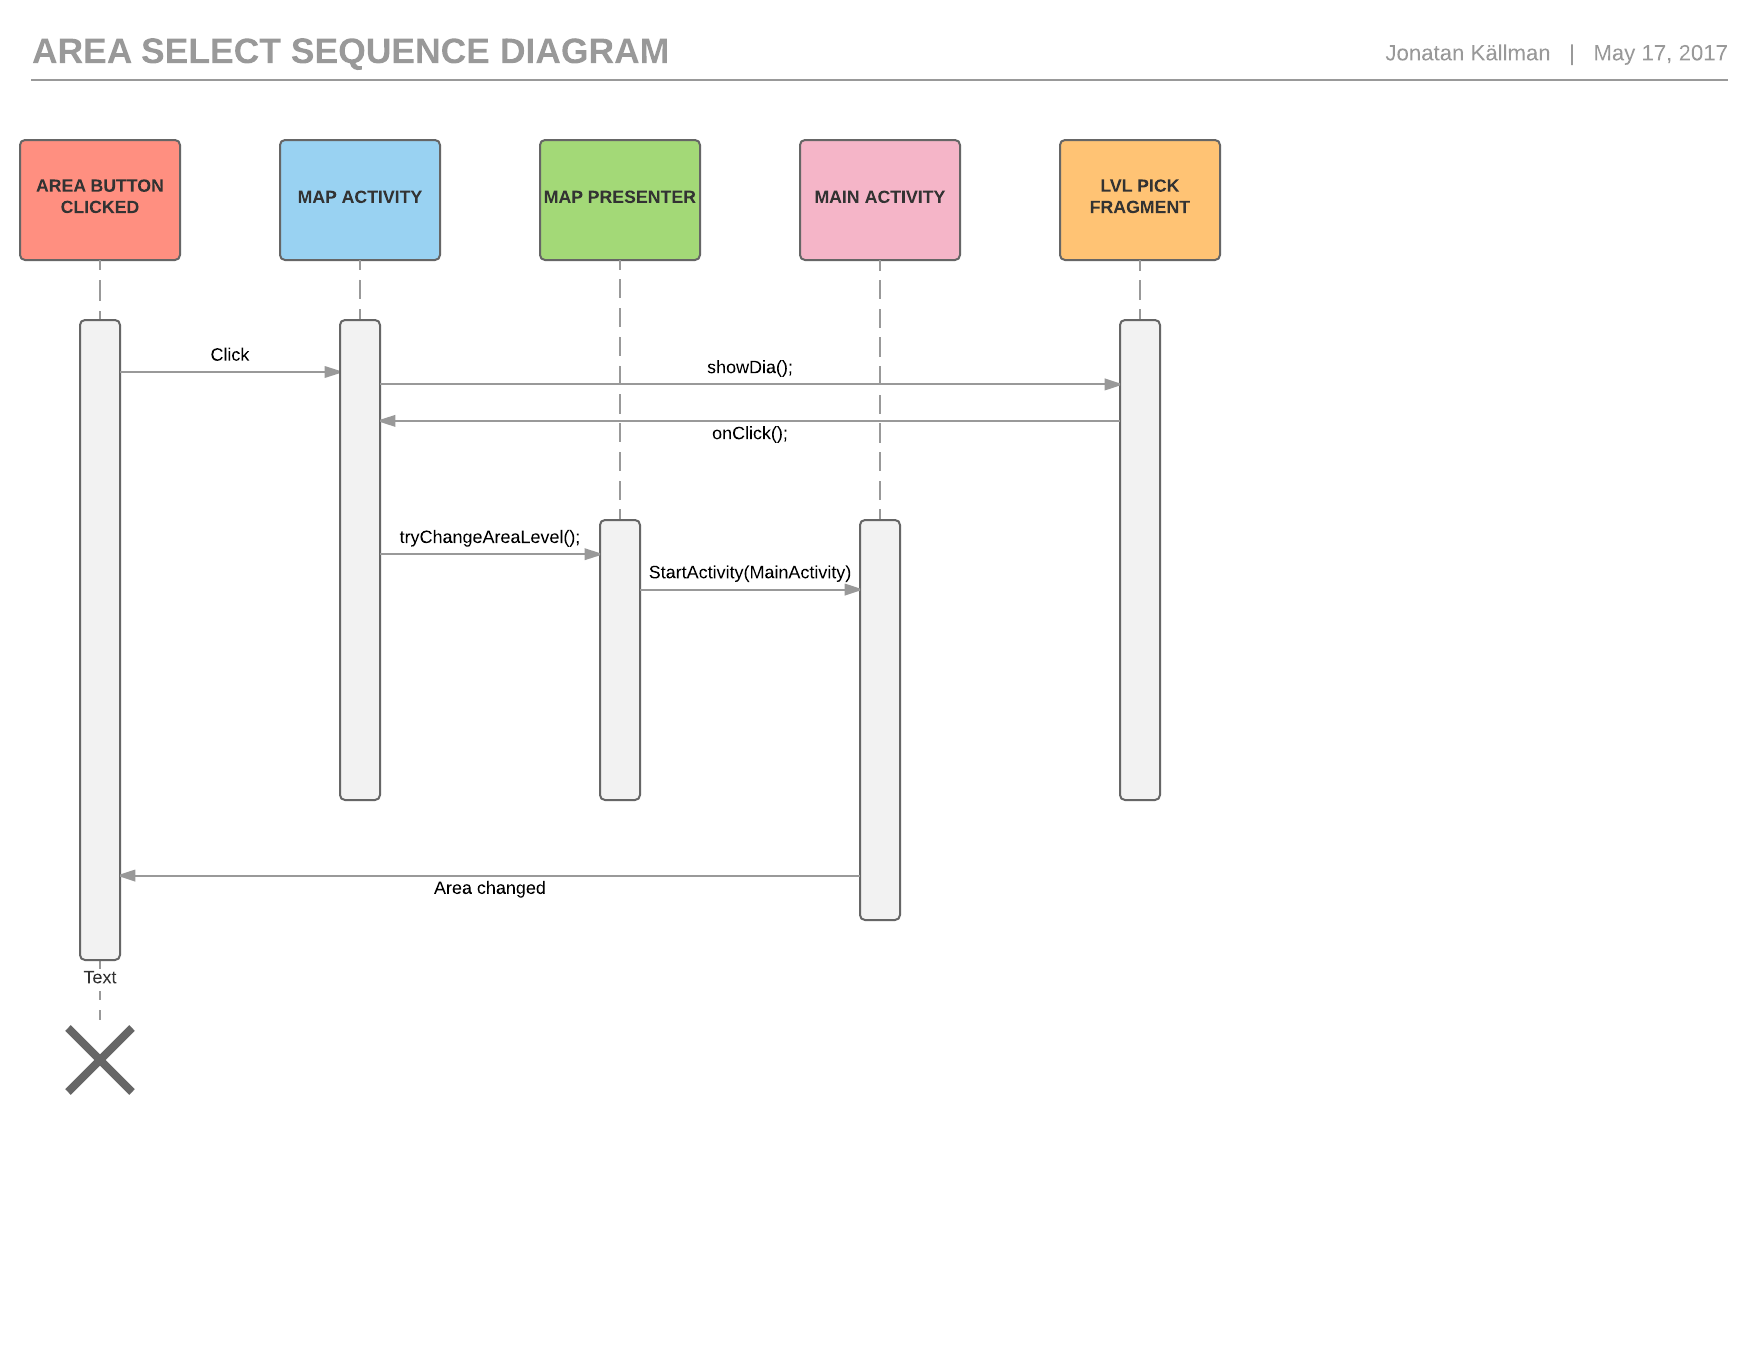 AREA SELECT SEQUENCE DIAGRAM
Jonatan Källman | May 17, 2017
AREA BUTTON
CLICKED
MAP ACTIVITY
MAP PRESENTER
MAIN ACTIVITY
LVL PICK
FRAGMENT
Click
showDia();
onClick();
tryChangeAreaLevel();
StartActivity(MainActivity)
Area changed
Text